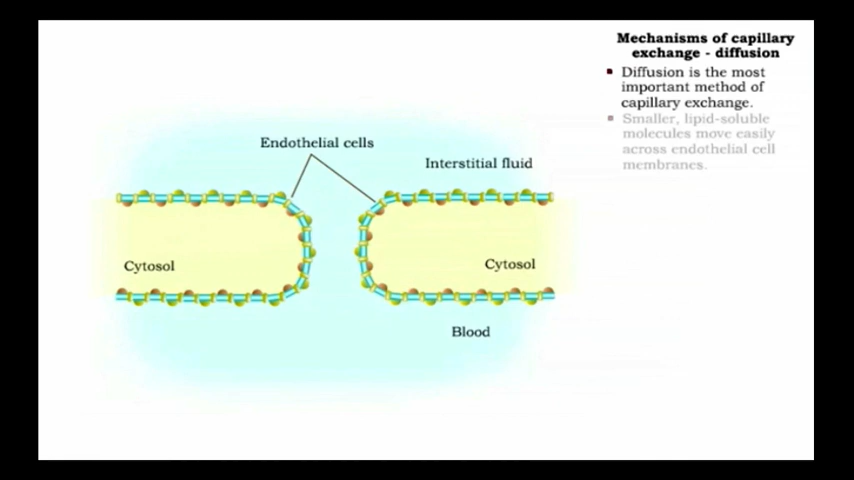 Mechanisms of capillary
exchange - diffusion
Diffusion is the most
important method of
capillary exchange.
Smaller, lipid-soluble
molecules move easily
across endothelial cell
membranes.
Endothelial cells
Interstitial fluid
Cytosol
Cytosol
Blood